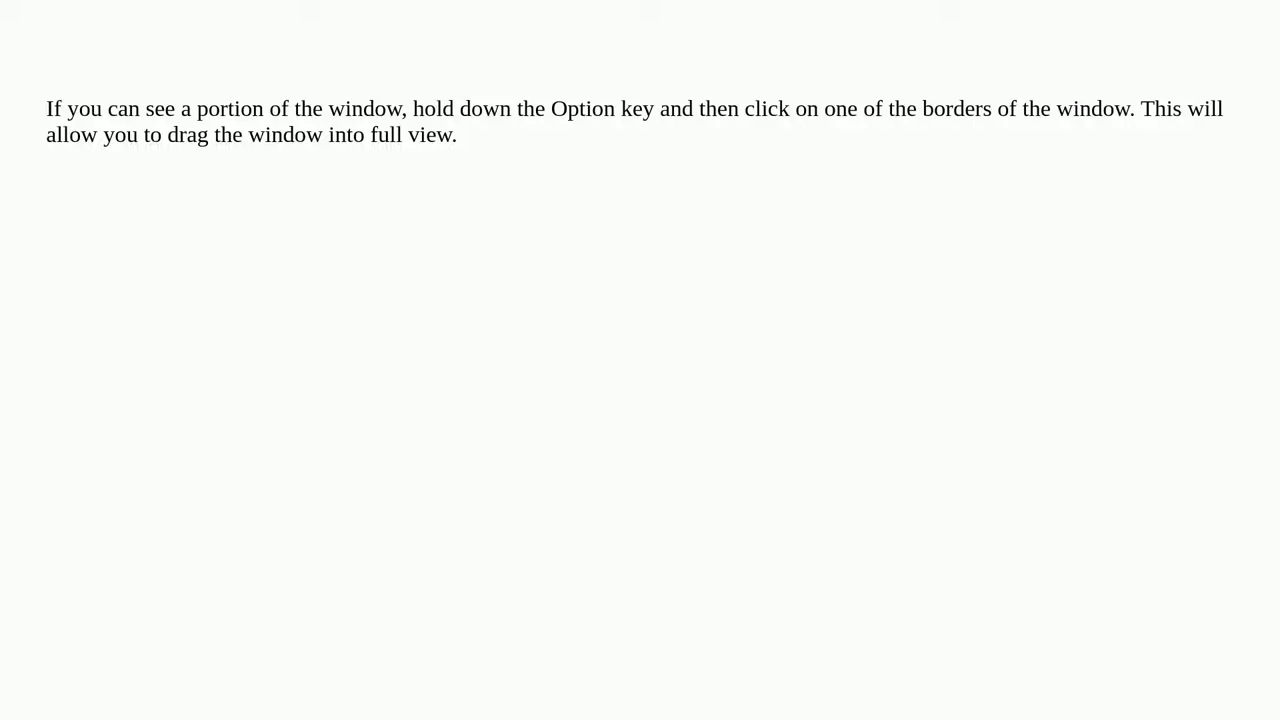 If you can see a portion of the window, hold down the Option key and then click on one of the borders of the window. This will
allow you to drag the window into full view.